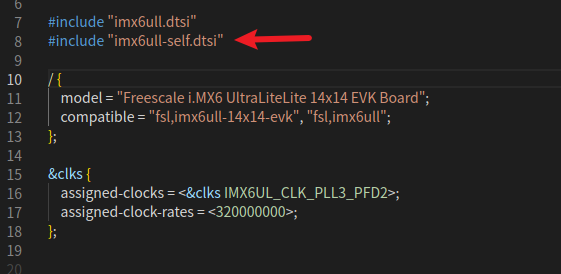 6
7 #include "imx6ull.dtsi"
8 #include "imx6ull-self.dtsi"
9
10 / {
11 model = "Freescale i.MX6 UltraLiteLite 14x14 EVK Board";
12 compatible = "fsl,imx6ull-14x14-evk", "fsl,imx6ull";
13 };
14
15 &clks {
16 assigned-clocks = <&clks IMX6UL_CLK_PLL3_PFD2>;
17 assigned-clock-rates = <320000000>;
18 };
19
20